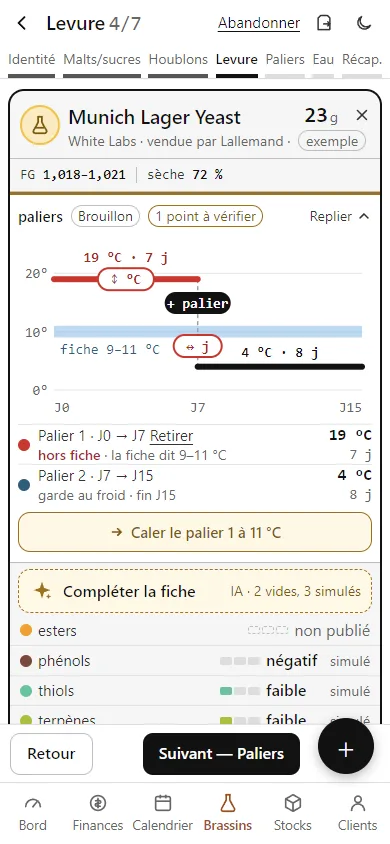 Levure 4/7 Abandonner
Identité Malts/sucres Houblons Levure Paliers Eau Récap.
Munich Lager Yeast 23 g
White Labs · vendue par Lallemand · exemple
FG 1,018–1,021 sèche 72 %
paliers Brouillon 1 point à vérifier Replier
19 °C · 7 j
20°
↕ °C
+ palier
10°
fiche 9–11 °C
↔ j
4 °C · 8 j
0°
J0 J7 J15
Palier 1 · J0 → J7 Retirer 19 °C
hors fiche · la fiche dit 9–11 °C 7 j
Palier 2 · J7 → J15 4 °C
garde au froid · fin J15 8 j
→ Caler le palier 1 à 11 °C
Compléter la fiche IA · 2 vides, 3 simulés
esters non publié
phénols négatif simulé
thiols faible simulé
terpènes faible simulé
Retour Suivant — Paliers +
Bord Finances Calendrier Brassins Stocks Clients